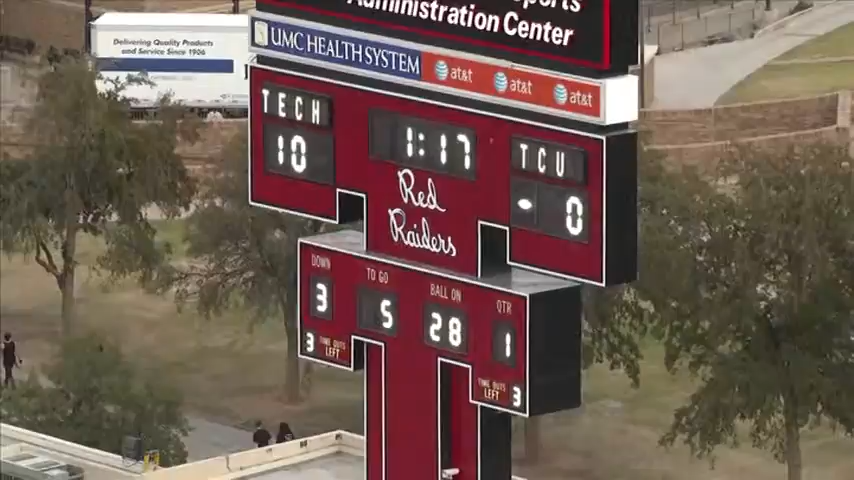 Sports
Administration Center
Delivering Quality Products
and Service Since 1906
UMC HEALTH SYSTEM
at&t at&t at&t
TECH 1:17 TCU
10 0
Red
Raiders
DOWN TO GO BALL ON QTR
3 5 28 1
3 TIME OUTS LEFT
TIME OUTS LEFT 3